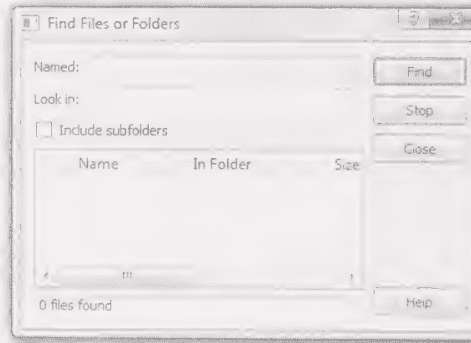 Find Files or Folders
Named:
Find
Look in:
Stop
Include subfolders
Close
Name In Folder Size
0 files found
Help